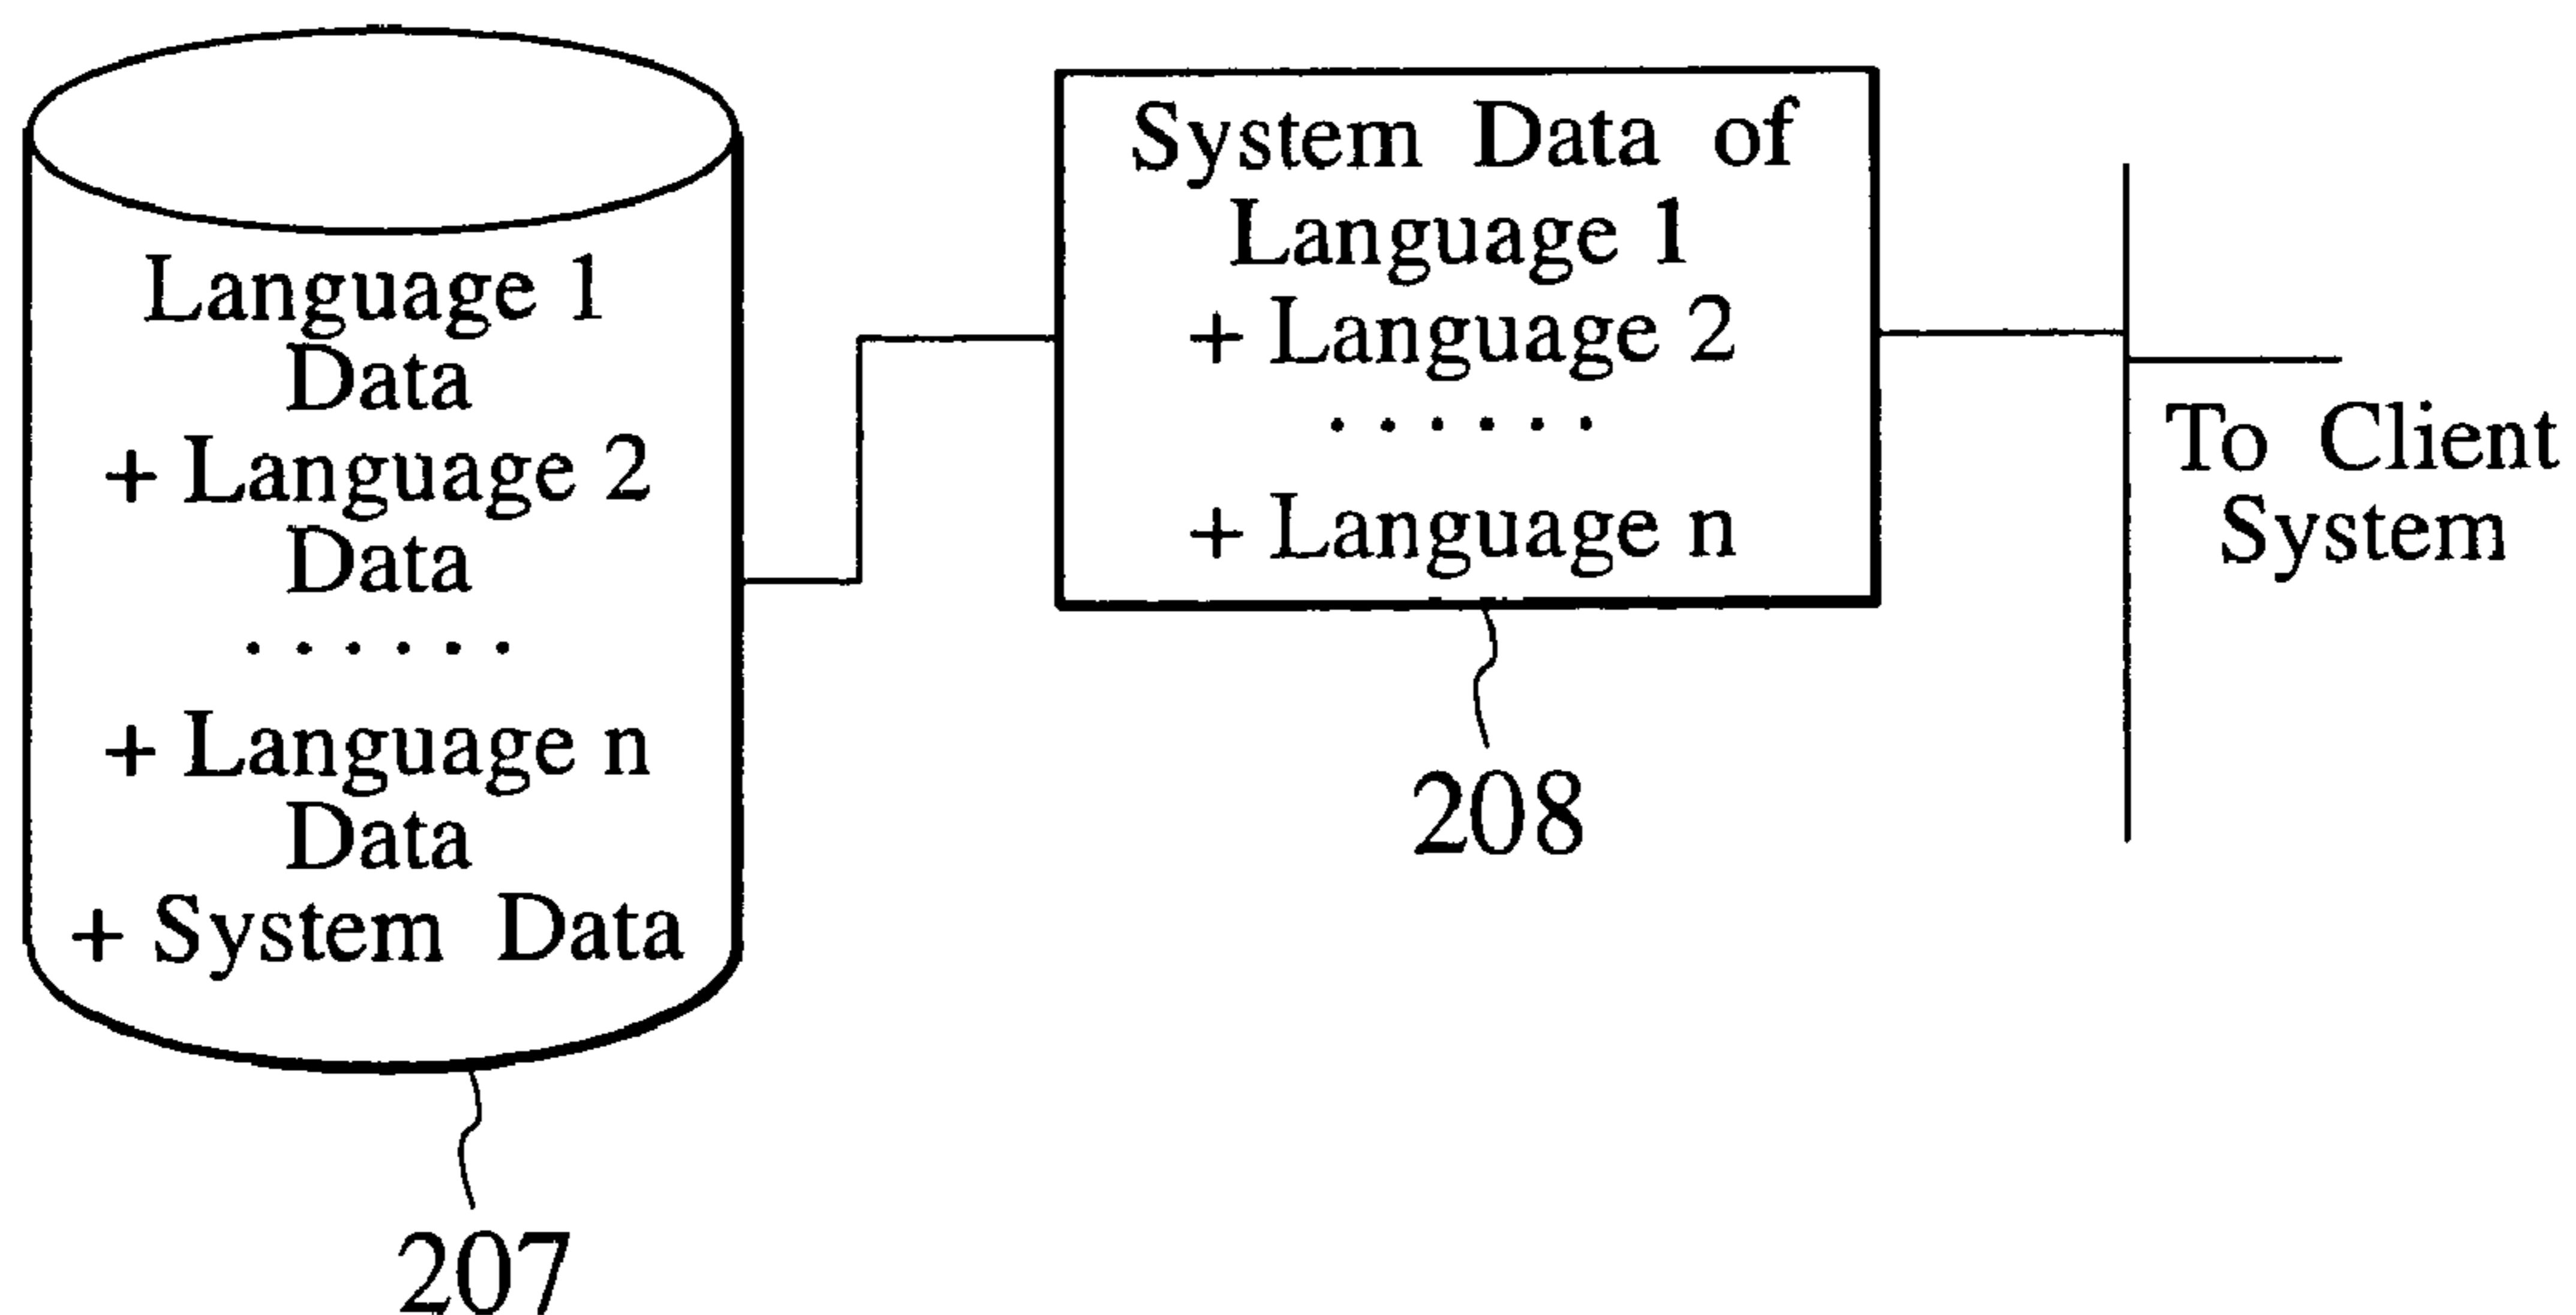 Language 1
Data
+ Language 2
Data
. . . . . .
+ Language n
Data
+ System Data
207
System Data of
Language 1
+ Language 2
. . . . . .
+ Language n
208
To Client
System